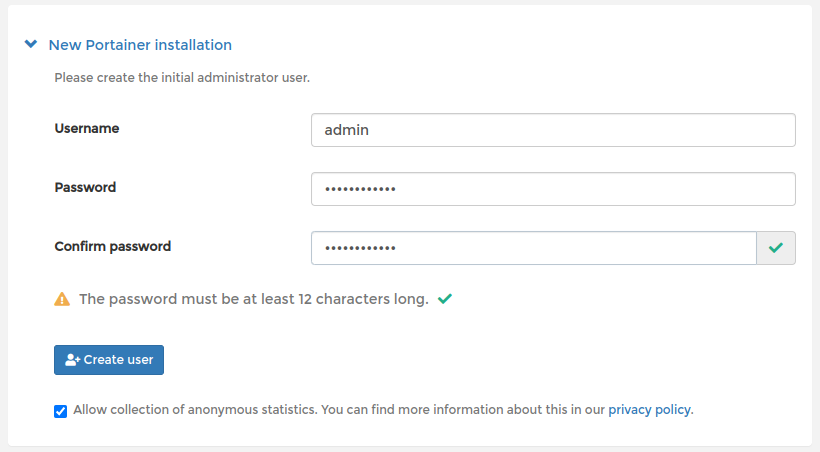 New Portainer installation
Please create the initial administrator user.
Username
admin
Password
••••••••••••
Confirm password
••••••••••••
The password must be at least 12 characters long.
Create user
Allow collection of anonymous statistics. You can find more information about this in our privacy policy.